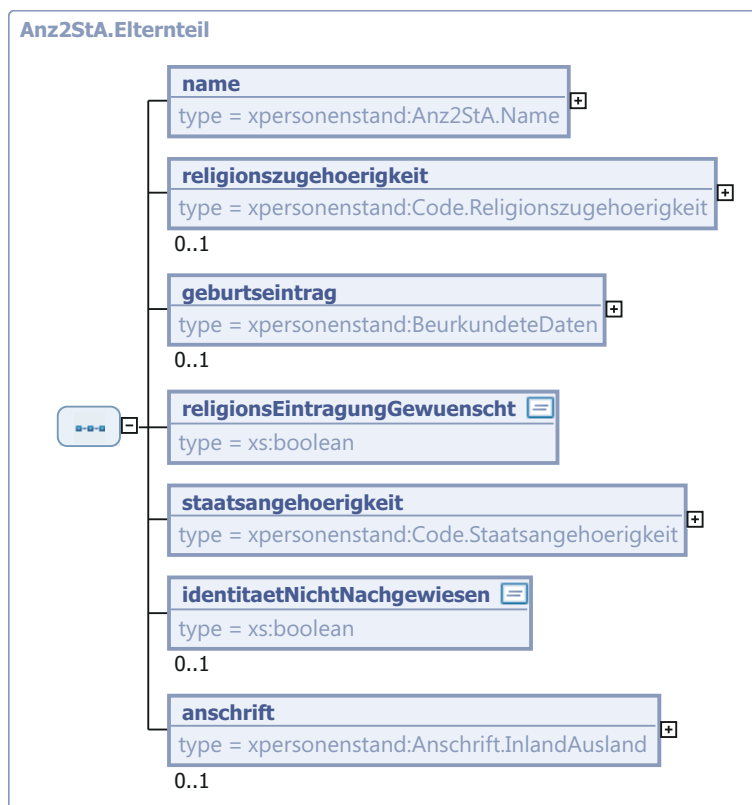 Anz2StA.Elternteil
name
type = xpersonenstand:Anz2StA.Name
religionszugehoerigkeit
type = xpersonenstand:Code.Religionszugehoerigkeit
0..1
geburtseintrag
type = xpersonenstand:BeurkundeteDaten
0..1
religionsEintragungGewuenscht
type = xs:boolean
staatsangehoerigkeit
type = xpersonenstand:Code.Staatsangehoerigkeit
identitaetNichtNachgewiesen
type = xs:boolean
0..1
anschrift
type = xpersonenstand:Anschrift.InlandAusland
0..1